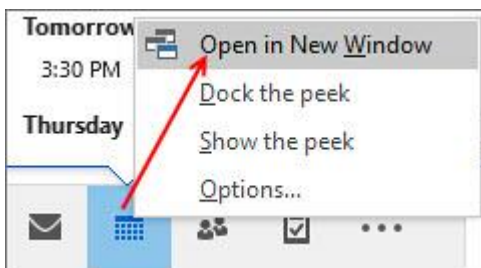 Tomorrow
3:30 PM
Thursday
Open in New Window
Dock the peek
Show the peek
Options...